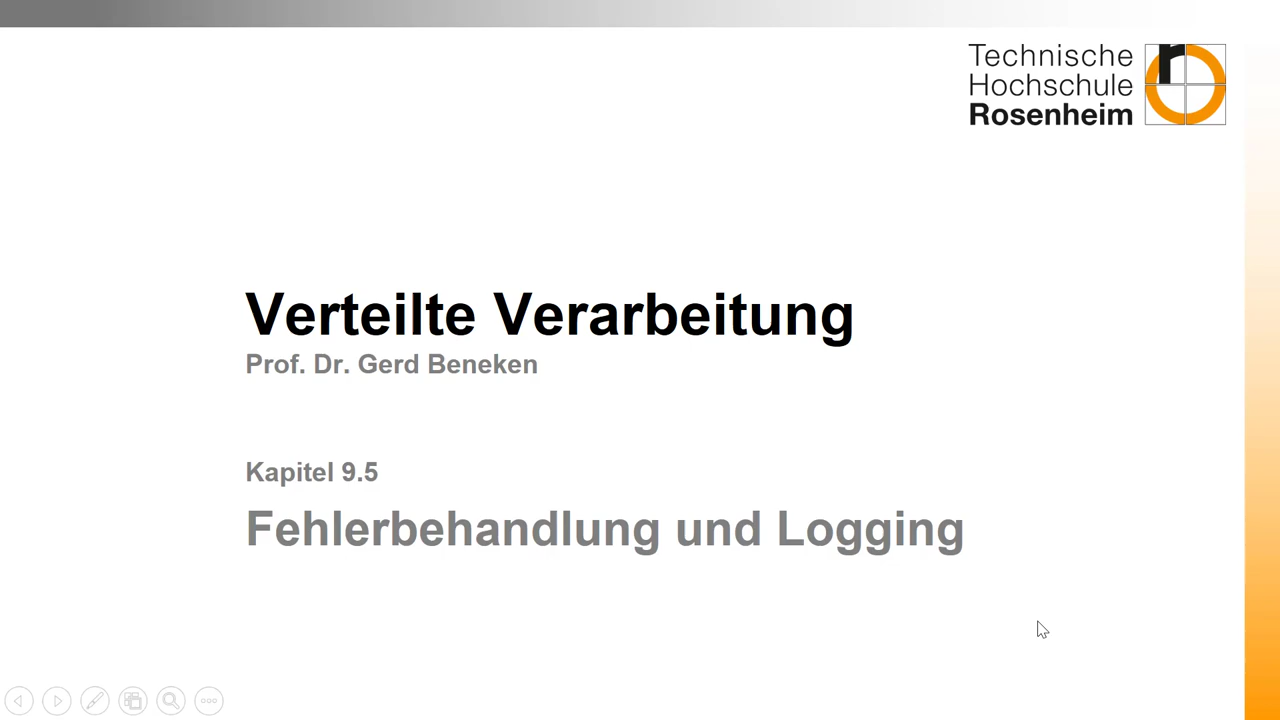 Technische
Hochschule
Rosenheim
Verteilte Verarbeitung
Prof. Dr. Gerd Beneken
Kapitel 9.5
Fehlerbehandlung und Logging